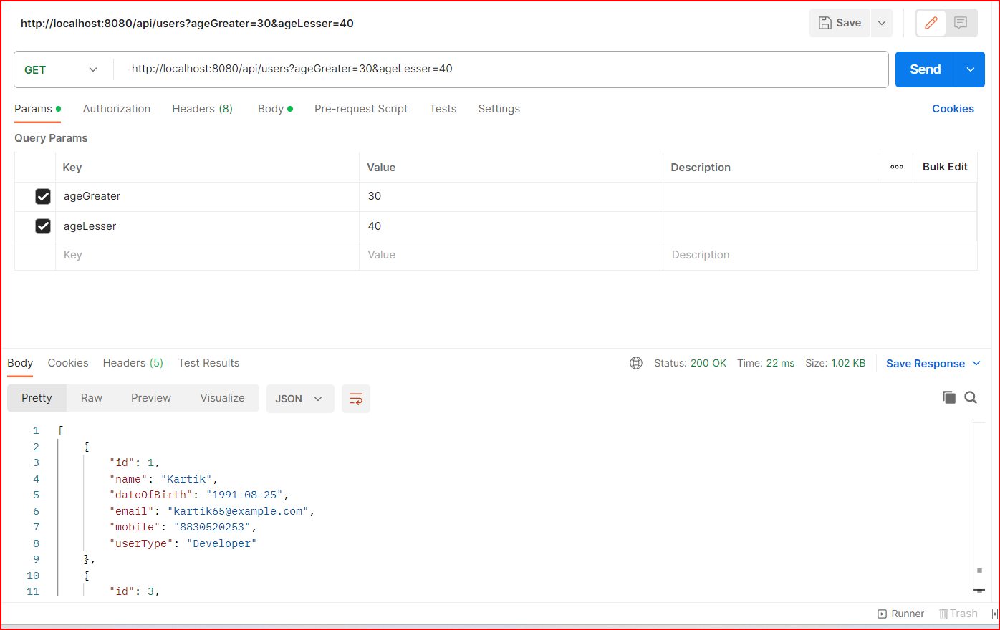 http://localhost:8080/api/users?ageGreater=30&ageLesser=40
Save
GET
http://localhost:8080/api/users?ageGreater=30&ageLesser=40
Send
Params
Authorization
Headers (8)
Body
Pre-request Script
Tests
Settings
Cookies
Query Params
Key Value Description Bulk Edit
ageGreater 30
ageLesser 40
Key Value Description
Body Cookies Headers (5) Test Results
Status: 200 OK Time: 22 ms Size: 1.02 KB Save Response
Pretty Raw Preview Visualize JSON
1 [
2 {
3 "id": 1,
4 "name": "Kartik",
5 "dateOfBirth": "1991-08-25",
6 "email": "kartik65@example.com",
7 "mobile": "8830520253",
8 "userType": "Developer"
9 },
10 {
11 "id": 3,
Runner Trash